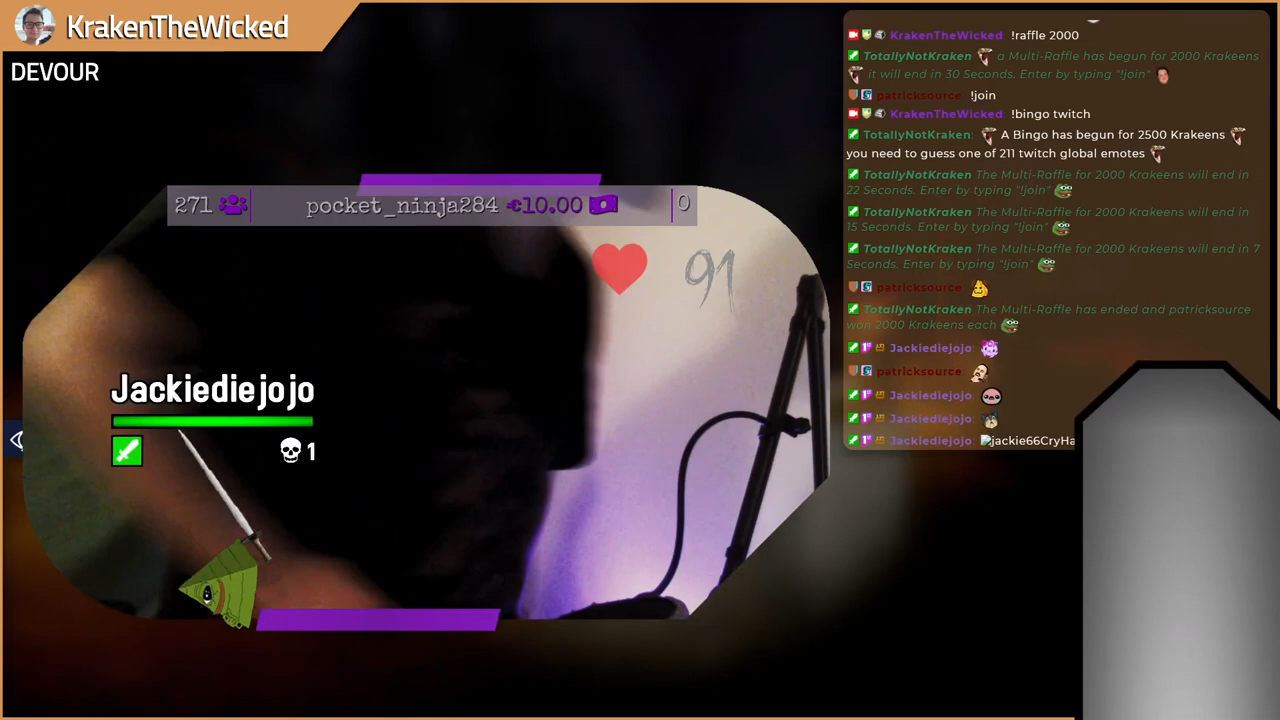 KrakenTheWicked
DEVOUR
271
pocket_ninja284 €10.00
0
91
Jackiediejojo
1
KrakenTheWicked !raffle 2000
TotallyNotKraken a Multi-Raffle has begun for 2000 Krakeens
it will end in 30 Seconds. Enter by typing "!join"
patricksource: !join
KrakenTheWicked: !bingo twitch
TotallyNotKraken: A Bingo has begun for 2500 Krakeens
you need to guess one of 211 twitch global emotes
TotallyNotKraken The Multi-Raffle for 2000 Krakeens will end in
22 Seconds. Enter by typing "!join"
TotallyNotKraken The Multi-Raffle for 2000 Krakeens will end in
15 Seconds. Enter by typing "!join"
TotallyNotKraken The Multi-Raffle for 2000 Krakeens will end in 7
Seconds. Enter by typing "!join"
patricksource:
TotallyNotKraken The Multi-Raffle has ended and patricksource
won 2000 Krakeens each
Jackiediejojo:
patricksource:
Jackiediejojo:
Jackiediejojo:
Jackiediejojo: jackie66CryHa